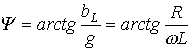 Ψ = arctg b_L / g = arctg R / ωL